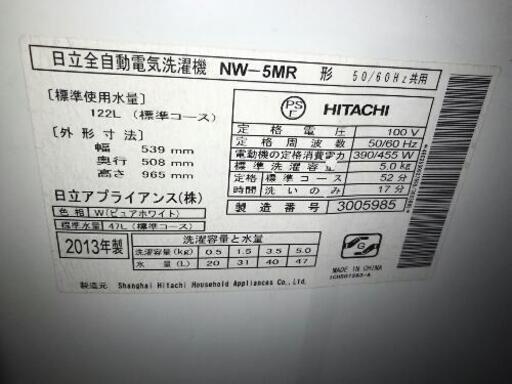 日立全自動電気洗濯機 NW-5MR 形 50/60Hz共用
[標準使用水量]
122L (標準コース)
[外形寸法]
幅 539 mm
奥行 508 mm
高さ 965 mm
日立アプライアンス(株)
色相 W(ピュアホワイト)
標準水量 47L (標準コース)
PS E HITACHI
定格電圧 100 V
定格周波数 50/60 Hz
電動機の定格消費電力 390/455 W
標準洗濯容量 5.0 kg
定格 標準コース 52 分
時間 洗いのみ 17 分
製造番号 3005985
2013年製
洗濯容量と水量
洗濯容量(kg) 0.5 1.5 3.5 5.0
水量(L) 20 31 40 47
G
MADE IN CHINA
製造元 Shanghai Hitachi Household Appliances Co., Ltd.